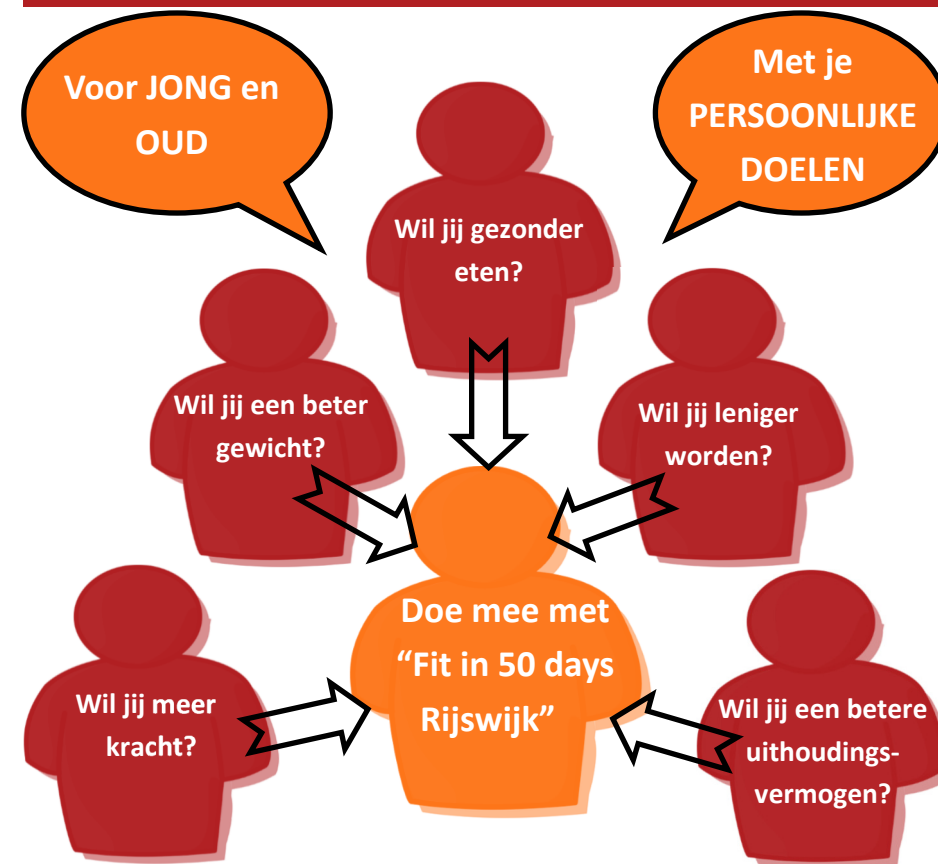 Voor JONG en
OUD
Met je
PERSOONLIJKE
DOELEN
Wil jij gezonder
eten?
Wil jij een beter
gewicht?
Wil jij leniger
worden?
Doe mee met
“Fit in 50 days
Rijswijk”
Wil jij meer
kracht?
Wil jij een betere
uithoudings-
vermogen?